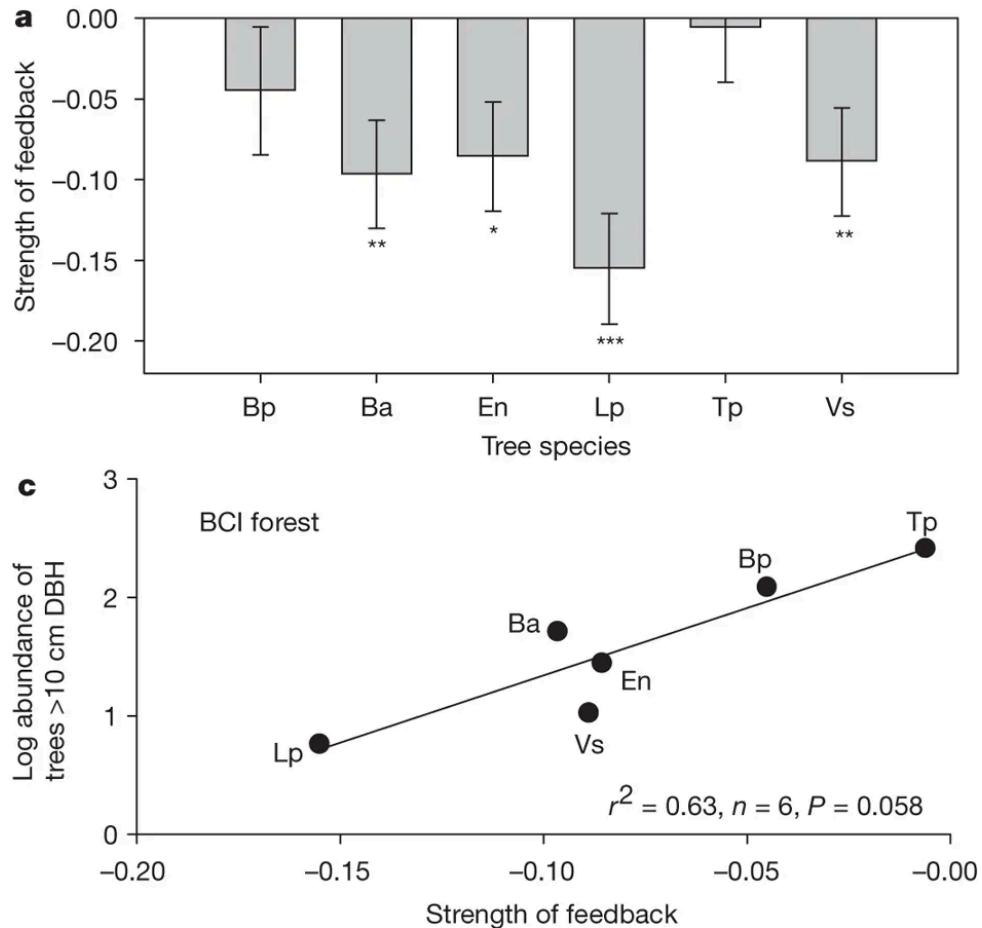 a
Strength of feedback
0.00
−0.05
−0.10
−0.15
−0.20
**
*
***
**
Bp
Ba
En
Lp
Tp
Vs
Tree species
c
Log abundance of
trees >10 cm DBH
3
2
1
0
BCI forest
Tp
Bp
Ba
En
Vs
Lp
r² = 0.63, n = 6, P = 0.058
−0.20
−0.15
−0.10
−0.05
−0.00
Strength of feedback